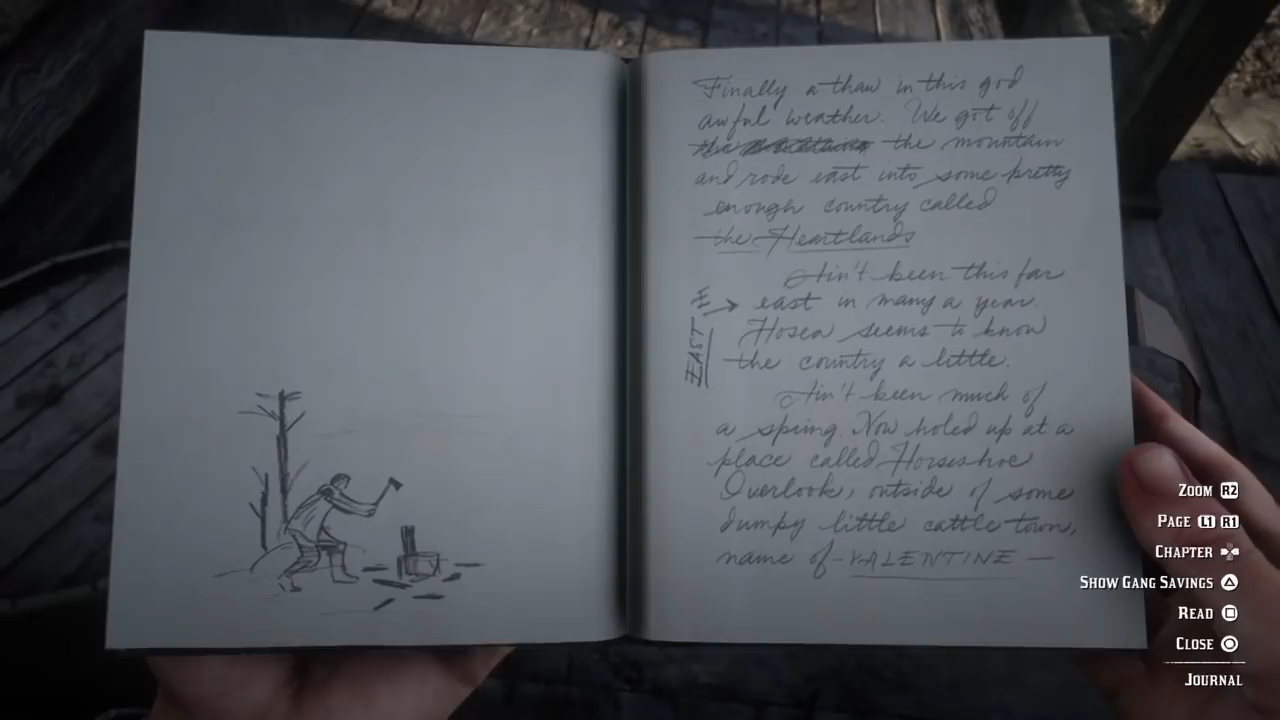 Finally a thaw in this god
awful weather. We got off
the the mountain
and rode east into some pretty
enough country called
the Heartlands
Ain't been this far
east in many a year.
Hosea seems to know
the country a little.
EAST
Ain't been much of
a spring. Now holed up at a
place called Horseshoe
Overlook, outside of some
dumpy little cattle town,
name of - VALENTINE -
ZOOM R2
PAGE L1 R1
CHAPTER
SHOW GANG SAVINGS
READ
CLOSE
JOURNAL